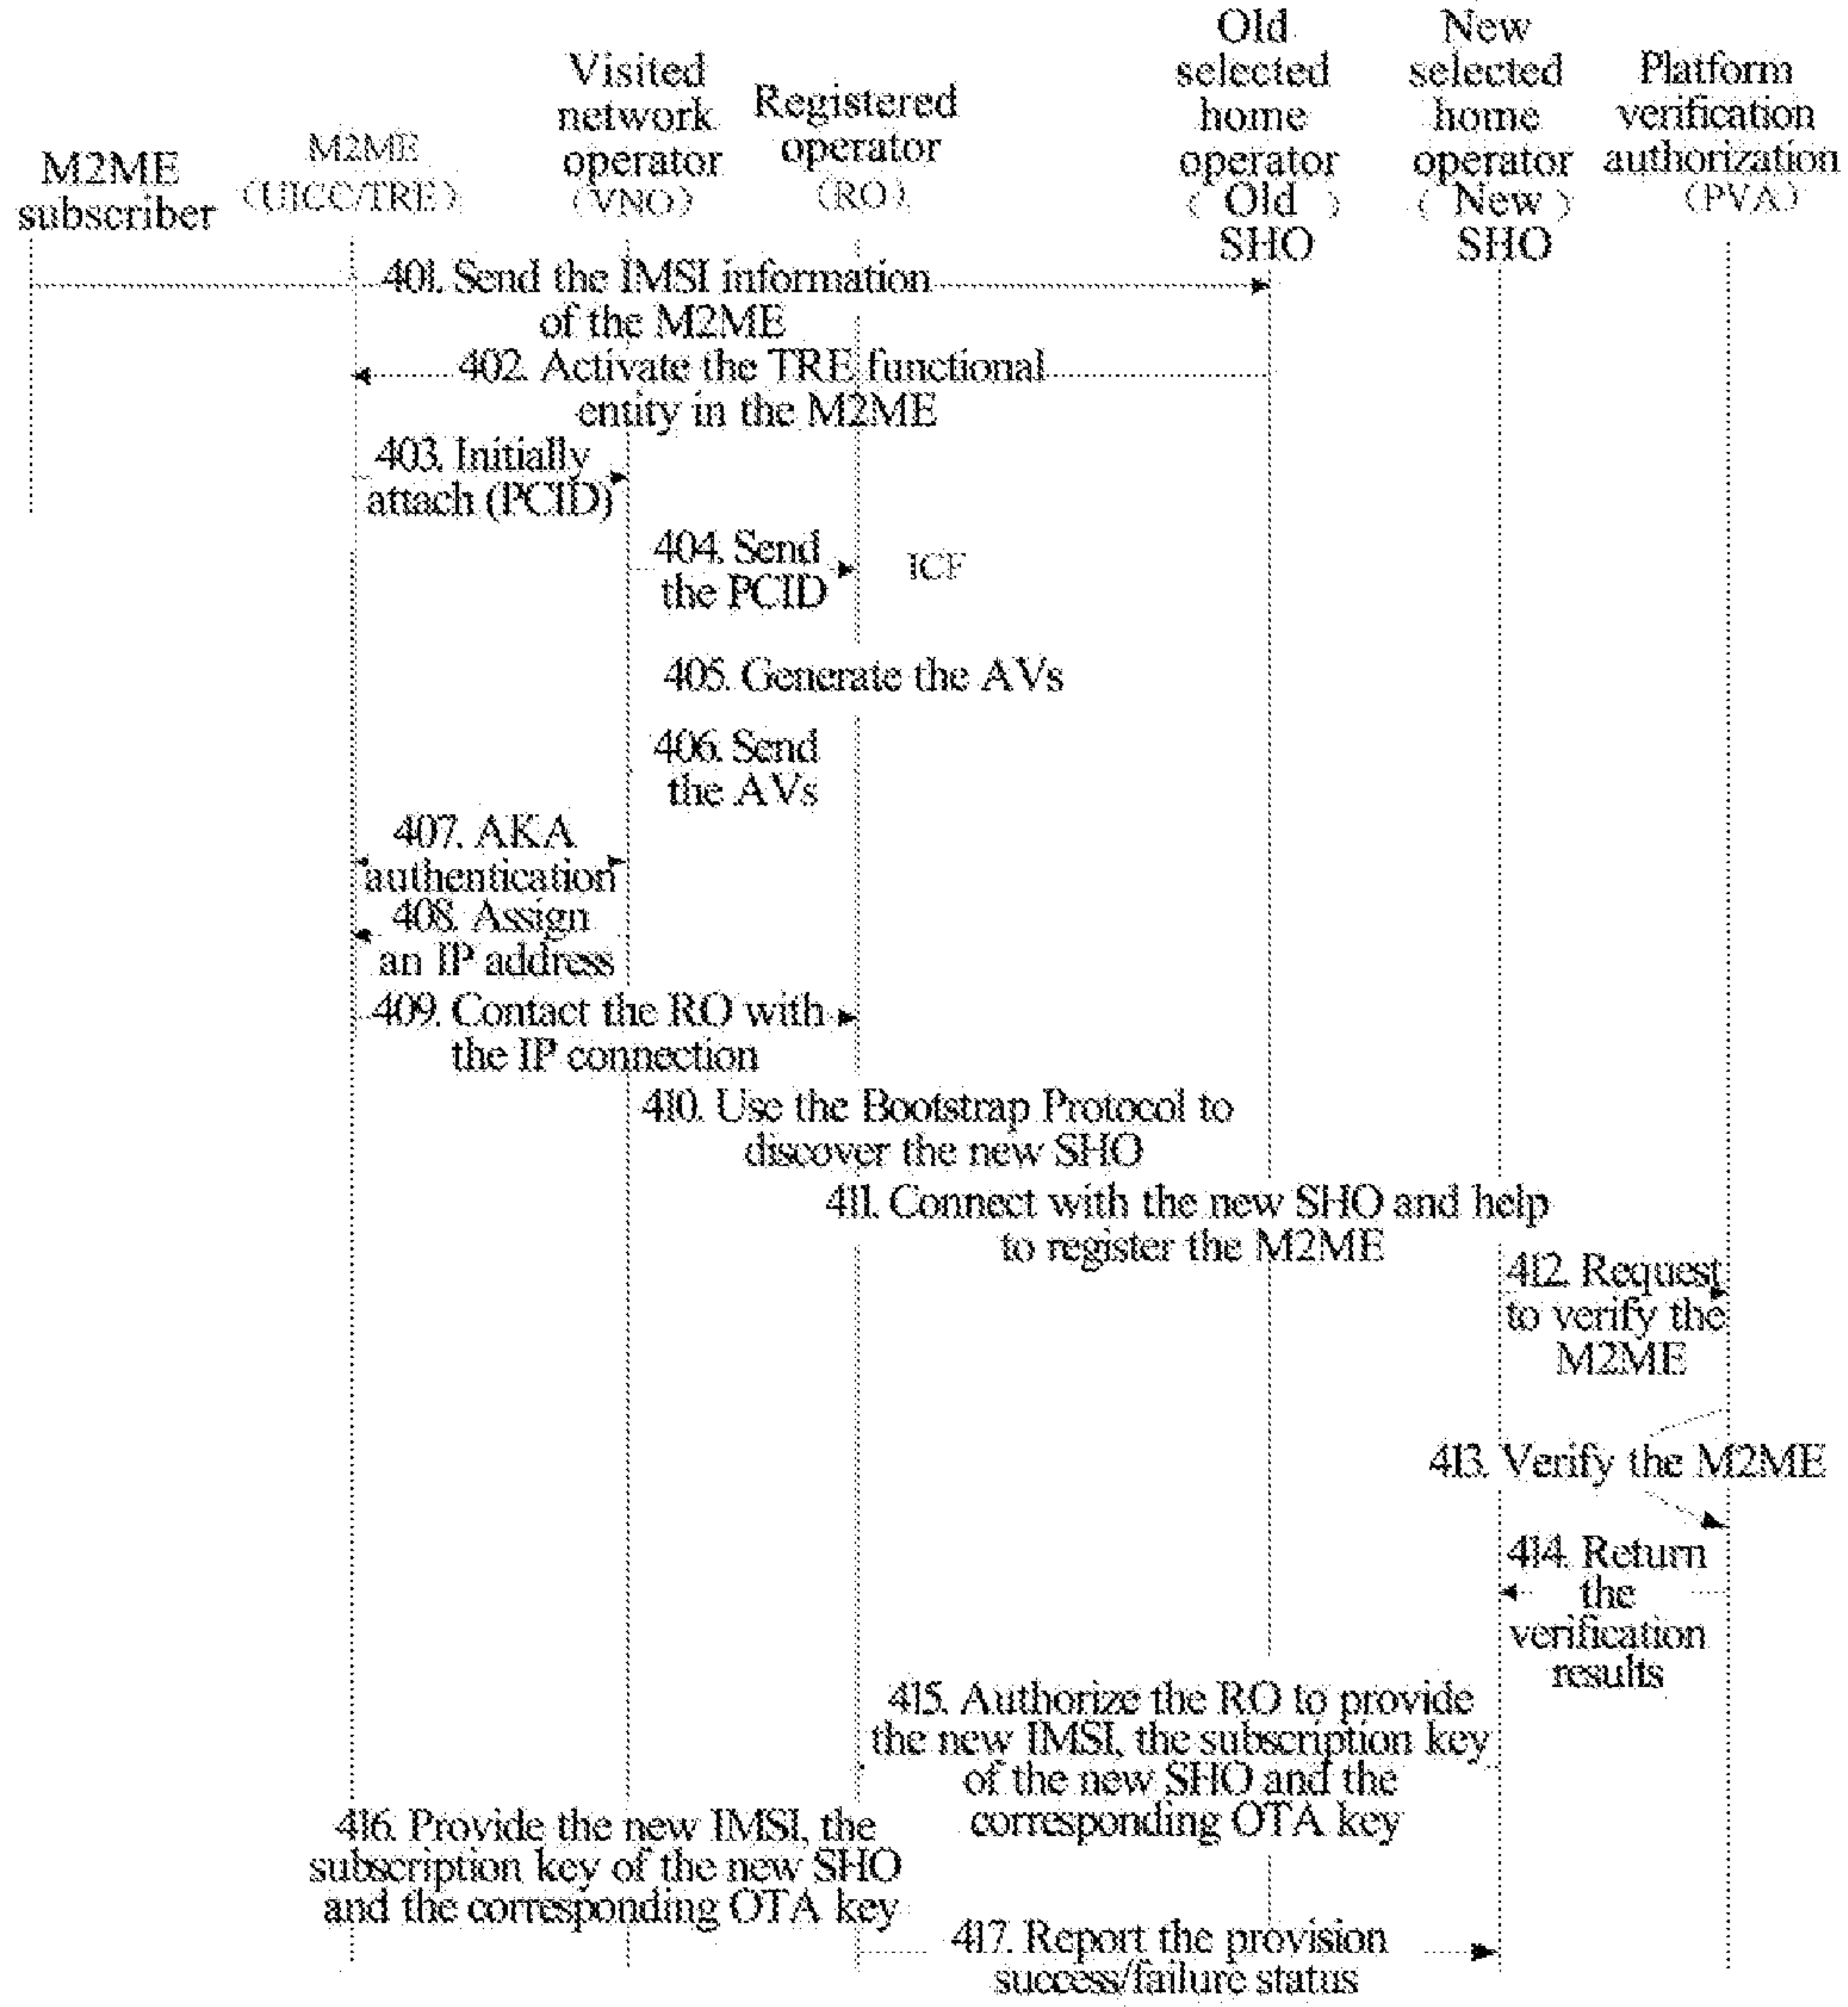 M2ME
subscriber
M2ME
(UICC/TRE)
Visited
network
operator
(VNO)
Registered
operator
(RO)
Old
selected
home
operator
( Old )
SHO
New
selected
home
operator
( New )
SHO
Platform
verification
authorization
(PVA)
401. Send the IMSI information
of the M2ME
402. Activate the TRE functional
entity in the M2ME
403. Initially
attach (PCID)
404. Send
the PCID
ICF
405. Generate the AVs
406. Send
the AVs
407. AKA
authentication
408. Assign
an IP address
409. Contact the RO with
the IP connection
410. Use the Bootstrap Protocol to
discover the new SHO
411. Connect with the new SHO and help
to register the M2ME
412. Request
to verify the
M2ME
413. Verify the M2ME
414. Return
the
verification
results
415. Authorize the RO to provide
the new IMSI, the subscription key
of the new SHO and the
corresponding OTA key
416. Provide the new IMSI, the
subscription key of the new SHO
and the corresponding OTA key
417. Report the provision
success/failure status